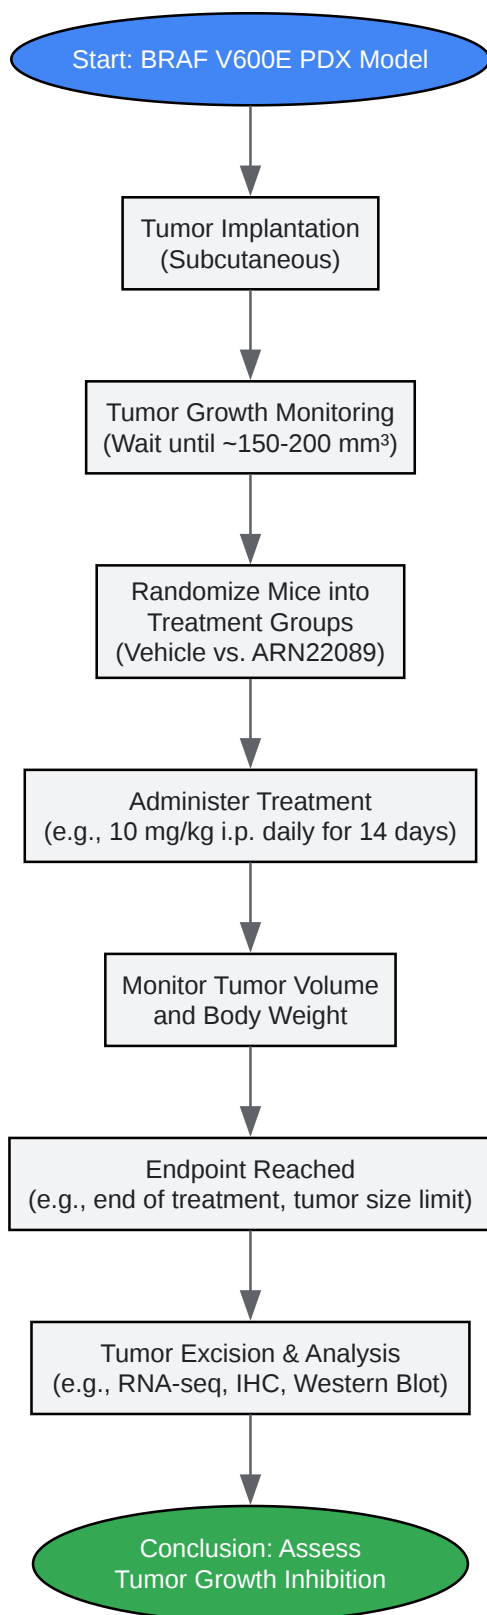 Start: BRAF V600E PDX Model
Tumor Implantation
(Subcutaneous)
Tumor Growth Monitoring
(Wait until ~150-200 mm³)
Randomize Mice into
Treatment Groups
(Vehicle vs. ARN22089)
Administer Treatment
(e.g., 10 mg/kg i.p. daily for 14 days)
Monitor Tumor Volume
and Body Weight
Endpoint Reached
(e.g., end of treatment, tumor size limit)
Tumor Excision & Analysis
(e.g., RNA-seq, IHC, Western Blot)
Conclusion: Assess
Tumor Growth Inhibition